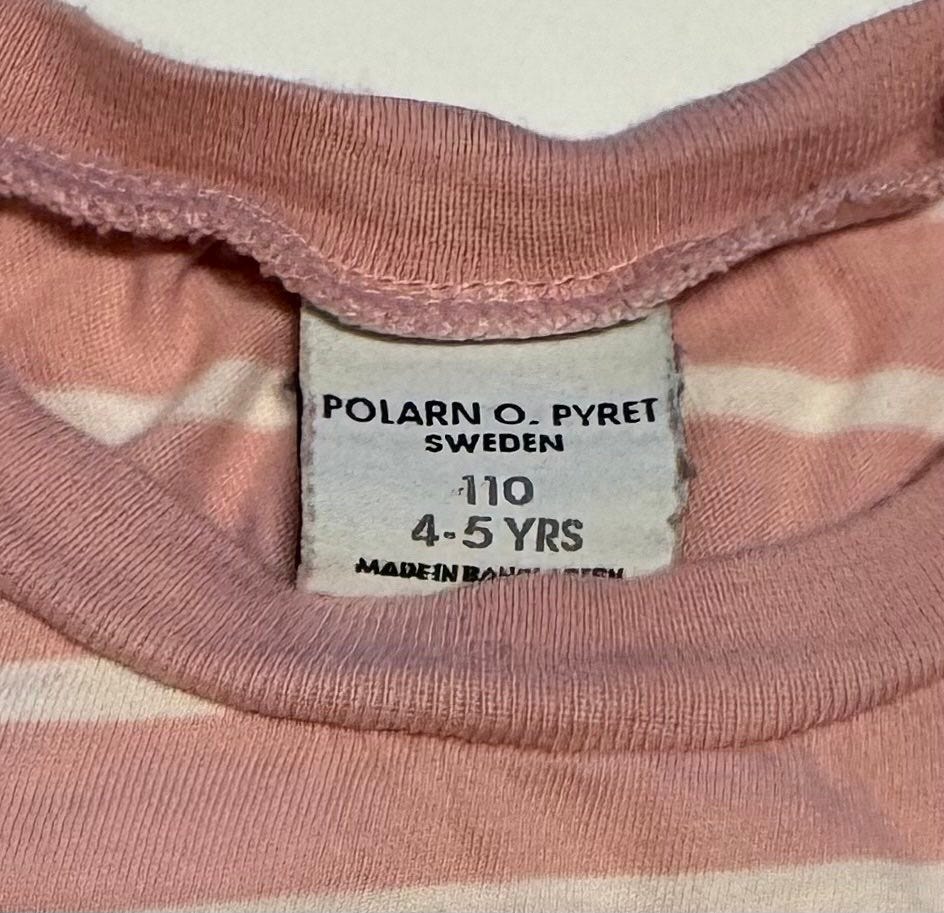 POLARN O. PYRET
SWEDEN
110
4-5 YRS
MADE IN